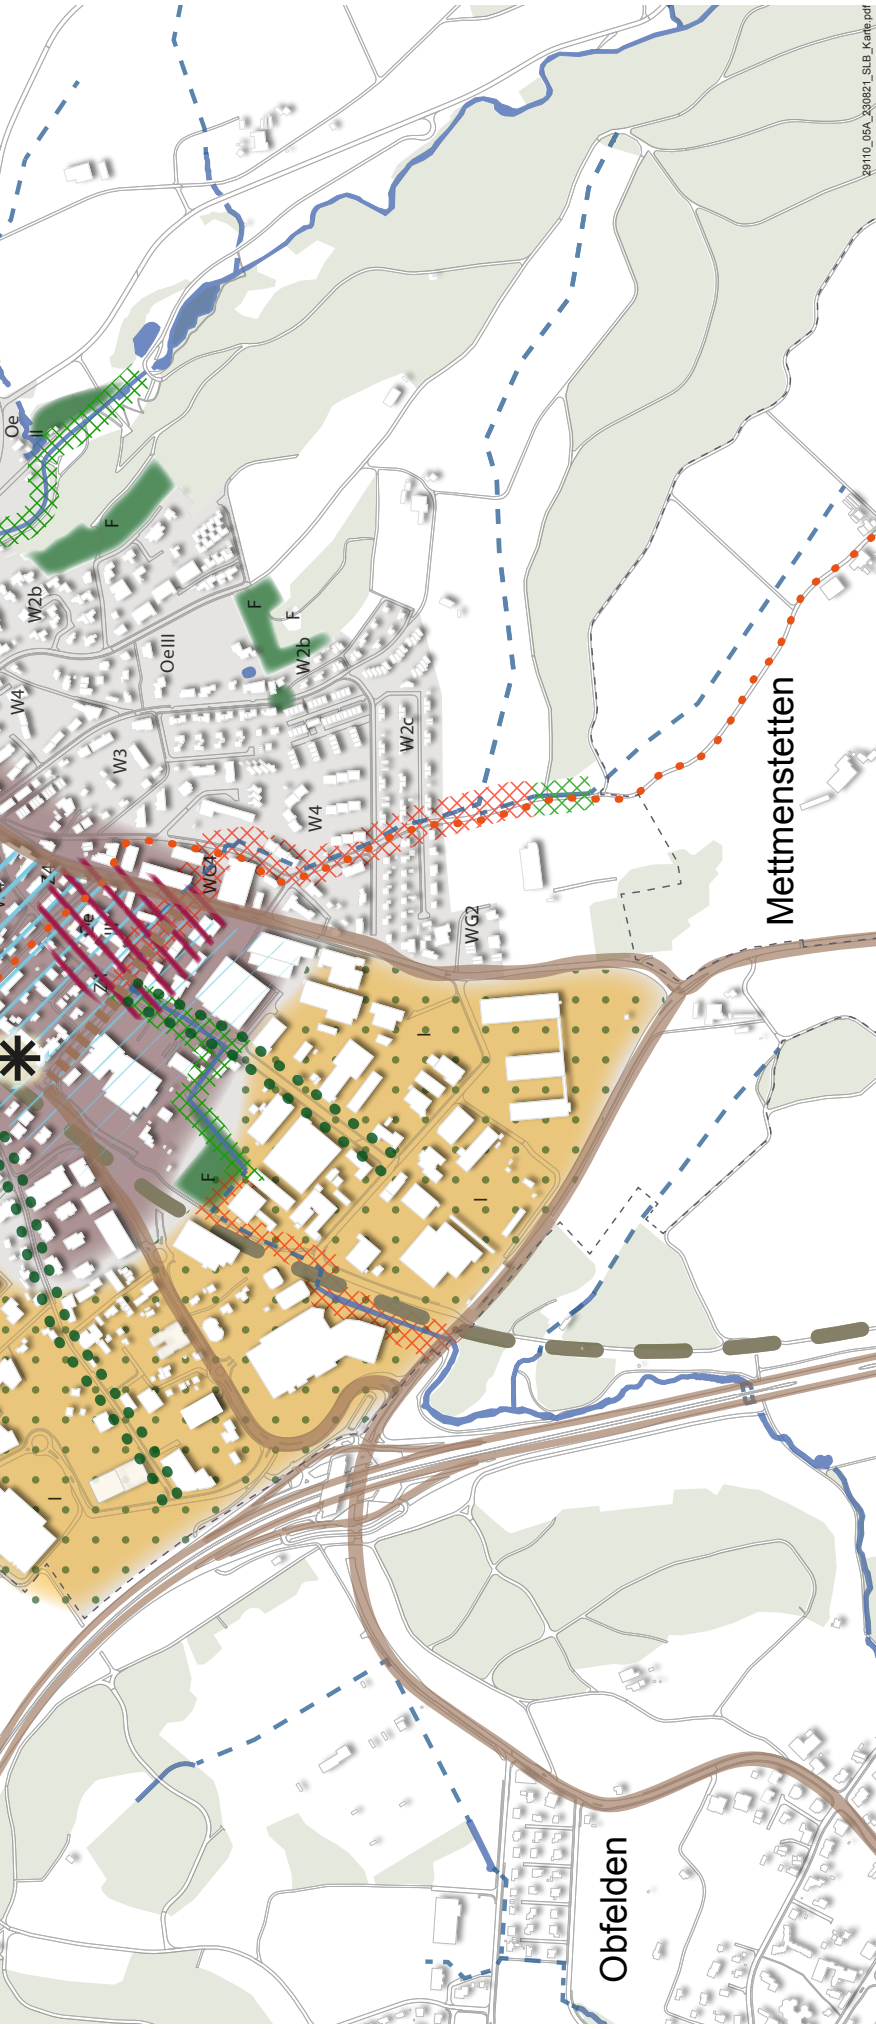 29110_05A_230821_SLB_Karte.pdf
Oe
II
F
W2b
F
F
OeIII
W2b
W4
W3
W2c
W4
Mettmenstetten
WG4
WG2
I
F
I
I
Obfelden